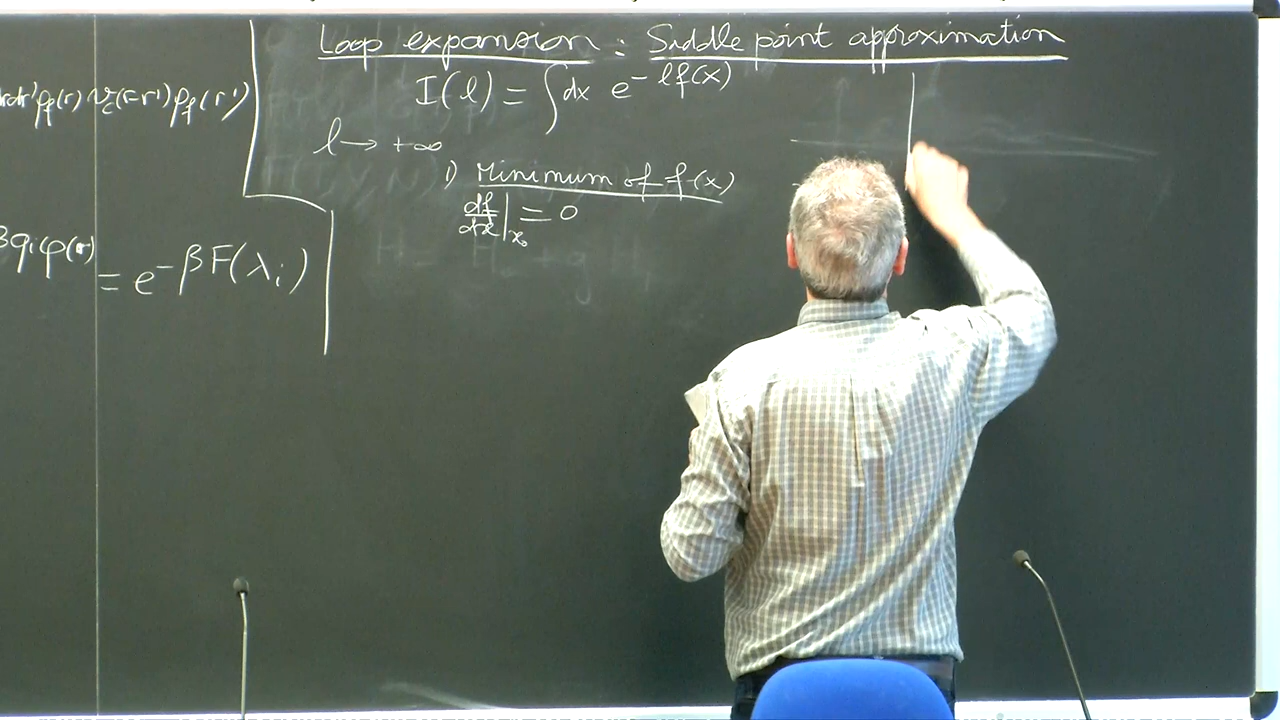 Loop expansion : Saddle point approximation
I(l) = ∫dx e^{- lf(x)}
l → +∞
1) Minimum of f(x)
df/dx|_{x₀} = 0
ρ_f(r) v_c(r-r') ρ_f(r')
βq_i φ(r) = e^{-βF(λ_i)}